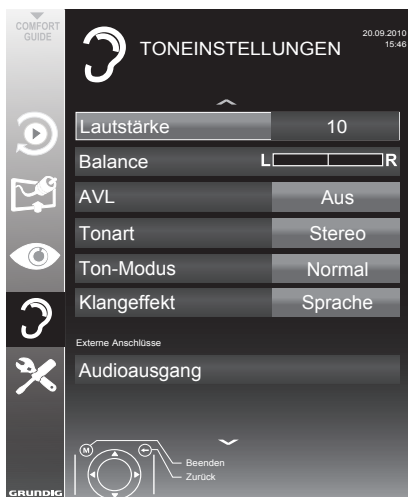 COMFORT
GUIDE
TONEINSTELLUNGEN
20.09.2010
15:46
Lautstärke 10
Balance L R
AVL Aus
Tonart Stereo
Ton-Modus Normal
Klangeffekt Sprache
Externe Anschlüsse
Audioausgang
M
Beenden
Zurück
GRUNDIG